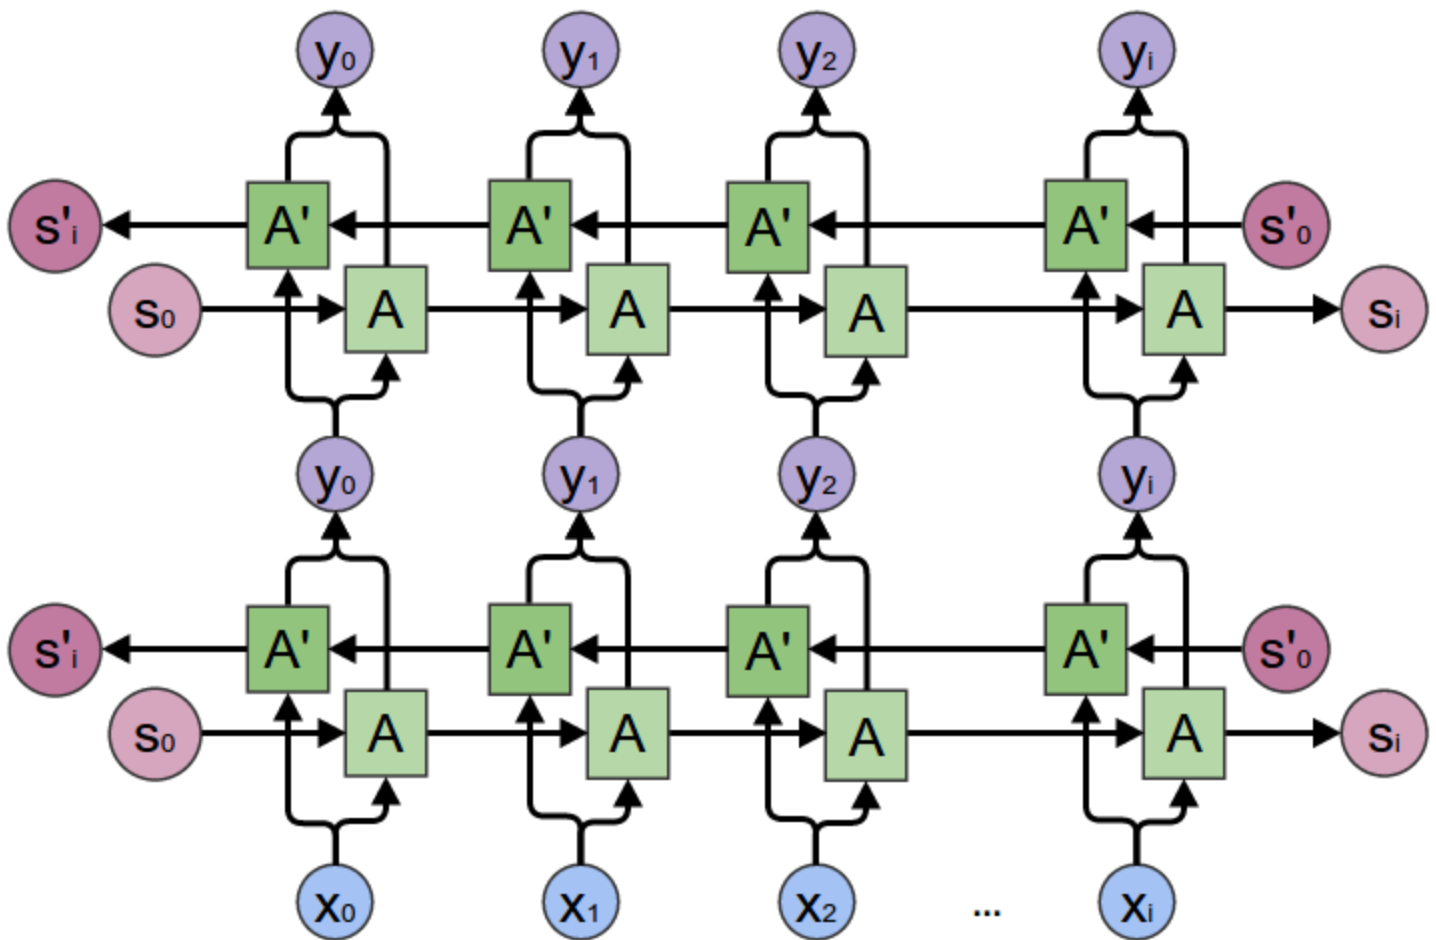 y0 y1 y2 yi
s'i A' A' A' A' s'0
s0 A A A A si
y0 y1 y2 yi
s'i A' A' A' A' s'0
s0 A A A A si
x0 x1 x2 ... xi